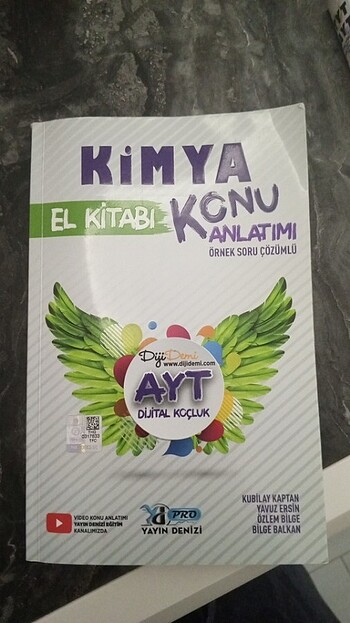 KİMYA
EL KİTABI
KONU
ANLATIMI
ÖRNEK SORU ÇÖZÜMLÜ
DijiDemi
www.dijidemi.com
AYT
DİJİTAL KOÇLUK
KUBİLAY KAPTAN
YAVUZ ERSİN
ÖZLEM BİLGE
BİLGE BALKAN
VIDEO KONU ANLATIMI
YAYIN DENİZİ EĞİTİM
KANALIMIZDA
PRO
YAYIN DENİZİ